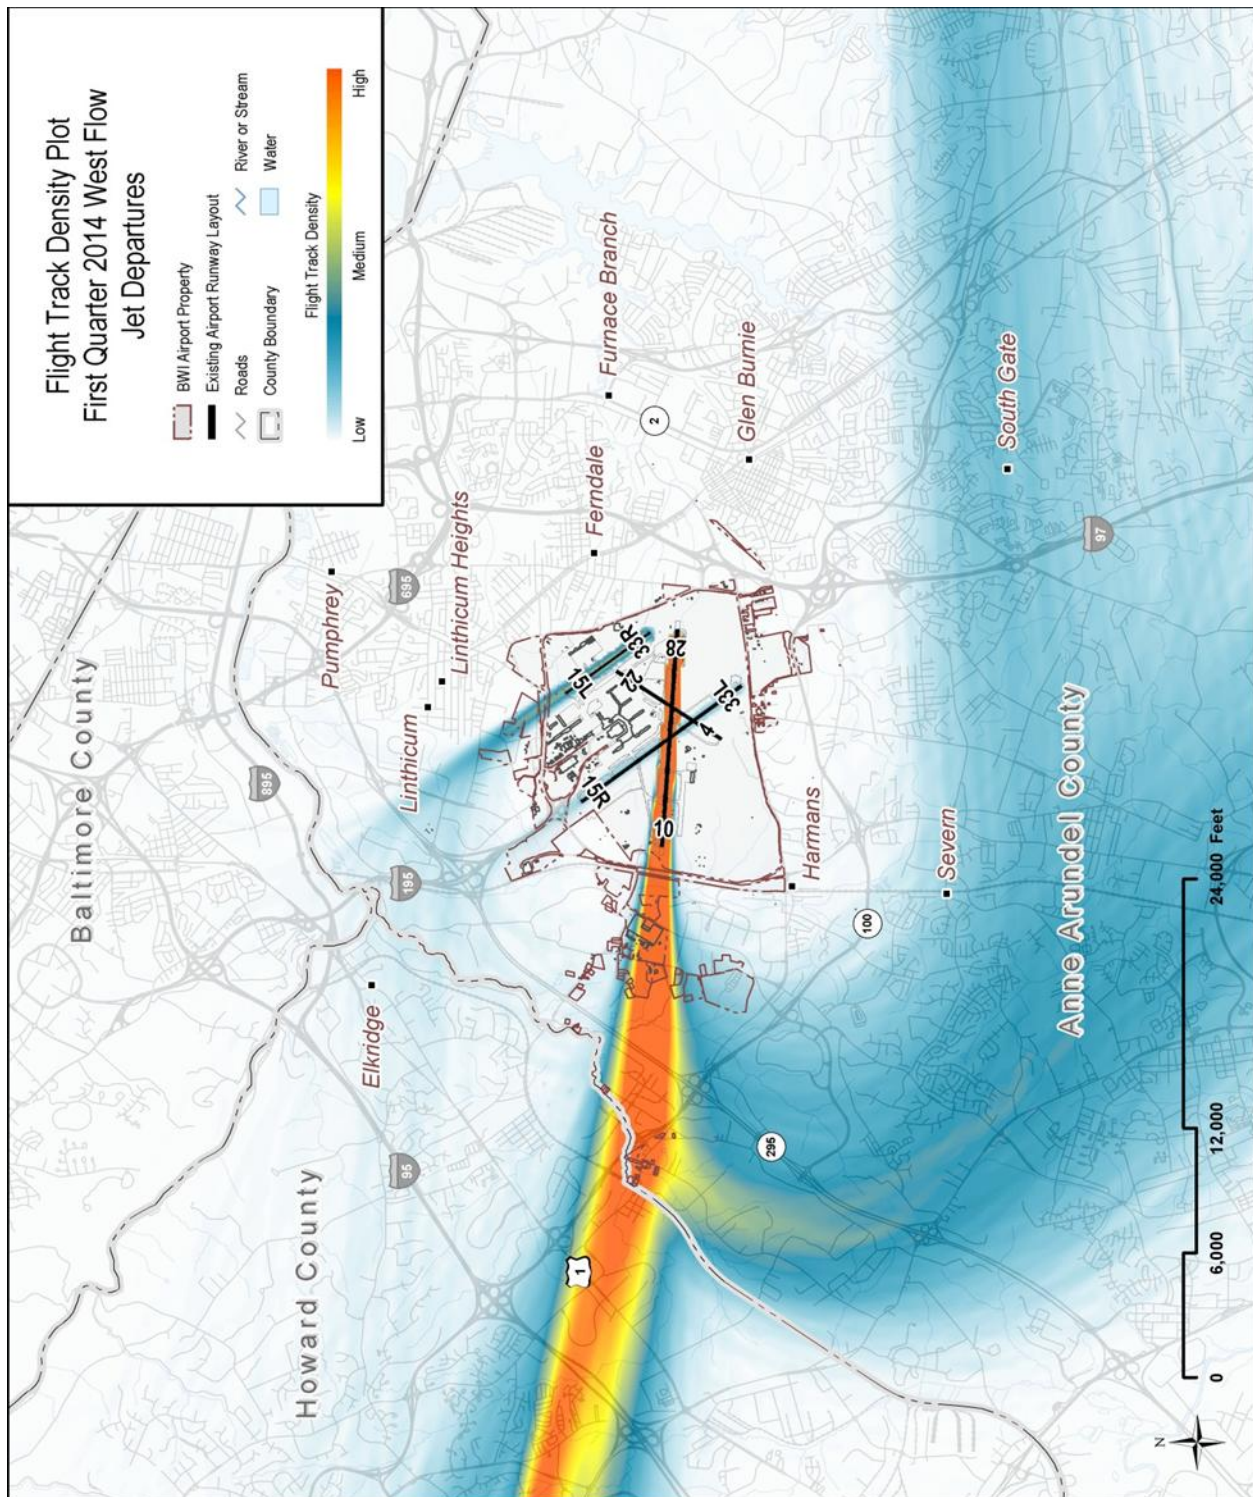 Flight Track Density Plot
First Quarter 2014 West Flow
Jet Departures
BWI Airport Property
Existing Airport Runway Layout
Roads
River or Stream
County Boundary
Water
Flight Track Density
Low
Medium
High
Baltimore County
Howard County
Anne Arundel County
Pumphrey
Linthicum Heights
Linthicum
Elkridge
Ferndale
Furnace Branch
Glen Burnie
Harmans
Severn
South Gate
895
695
195
95
97
1
2
100
295
15L
33R
22
4
15R
33L
10
28
N
0
6,000
12,000
24,000 Feet